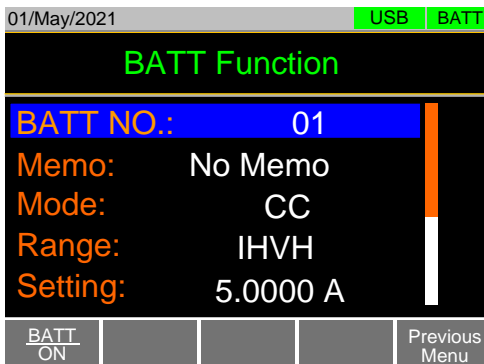 01/May/2021 USB BATT
BATT Function
BATT NO.: 01
Memo: No Memo
Mode: CC
Range: IHVH
Setting: 5.0000 A
BATT
ON
Previous
Menu